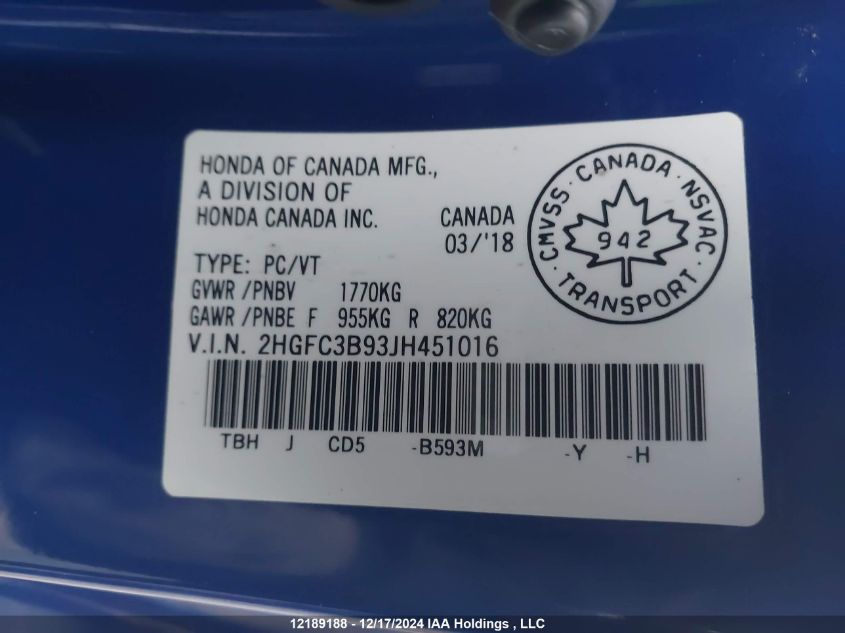 HONDA OF CANADA MFG.,
A DIVISION OF
HONDA CANADA INC.
CANADA
03/'18
CMVSS · CANADA · NSVAC
942
· TRANSPORT ·
TYPE: PC/VT
GVWR /PNBV 1770KG
GAWR /PNBE F 955KG R 820KG
V.I.N. 2HGFC3B93JH451016
TBH J CD5 -B593M -Y -H
12189188 - 12/17/2024 IAA Holdings , LLC